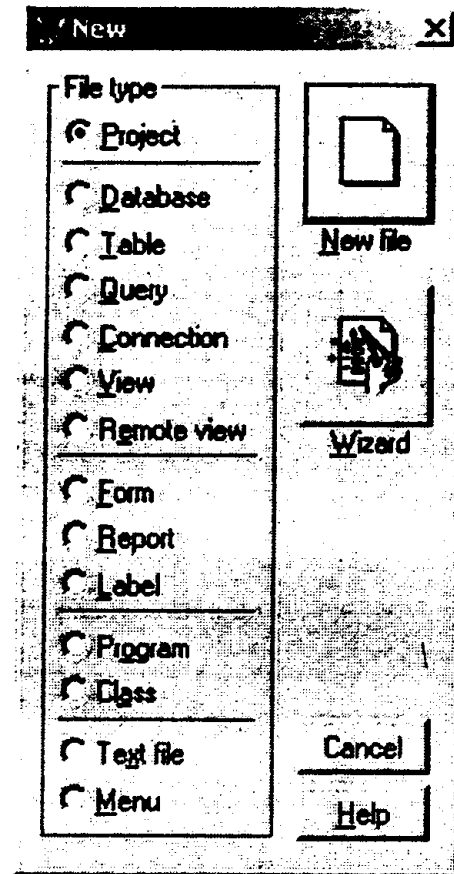 New
File type
Project
Database
Table
Query
Connection
View
Remote view
Form
Report
Label
Program
Class
Text file
Menu
New file
Wizard
Cancel
Help